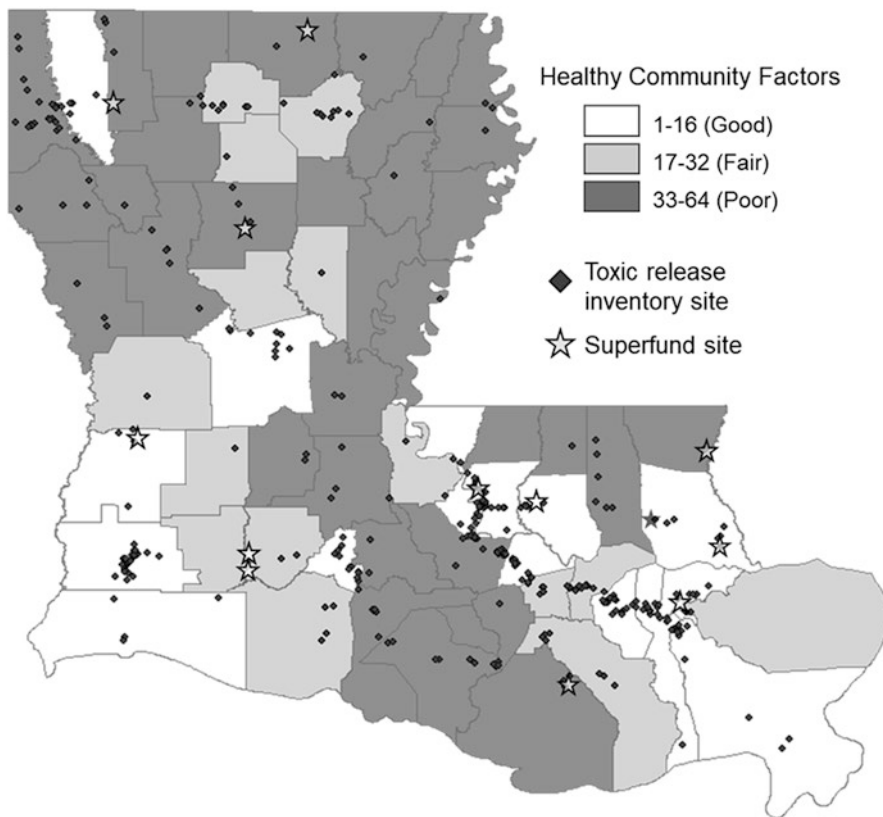 Healthy Community Factors
1-16 (Good)
17-32 (Fair)
33-64 (Poor)
Toxic release
inventory site
Superfund site